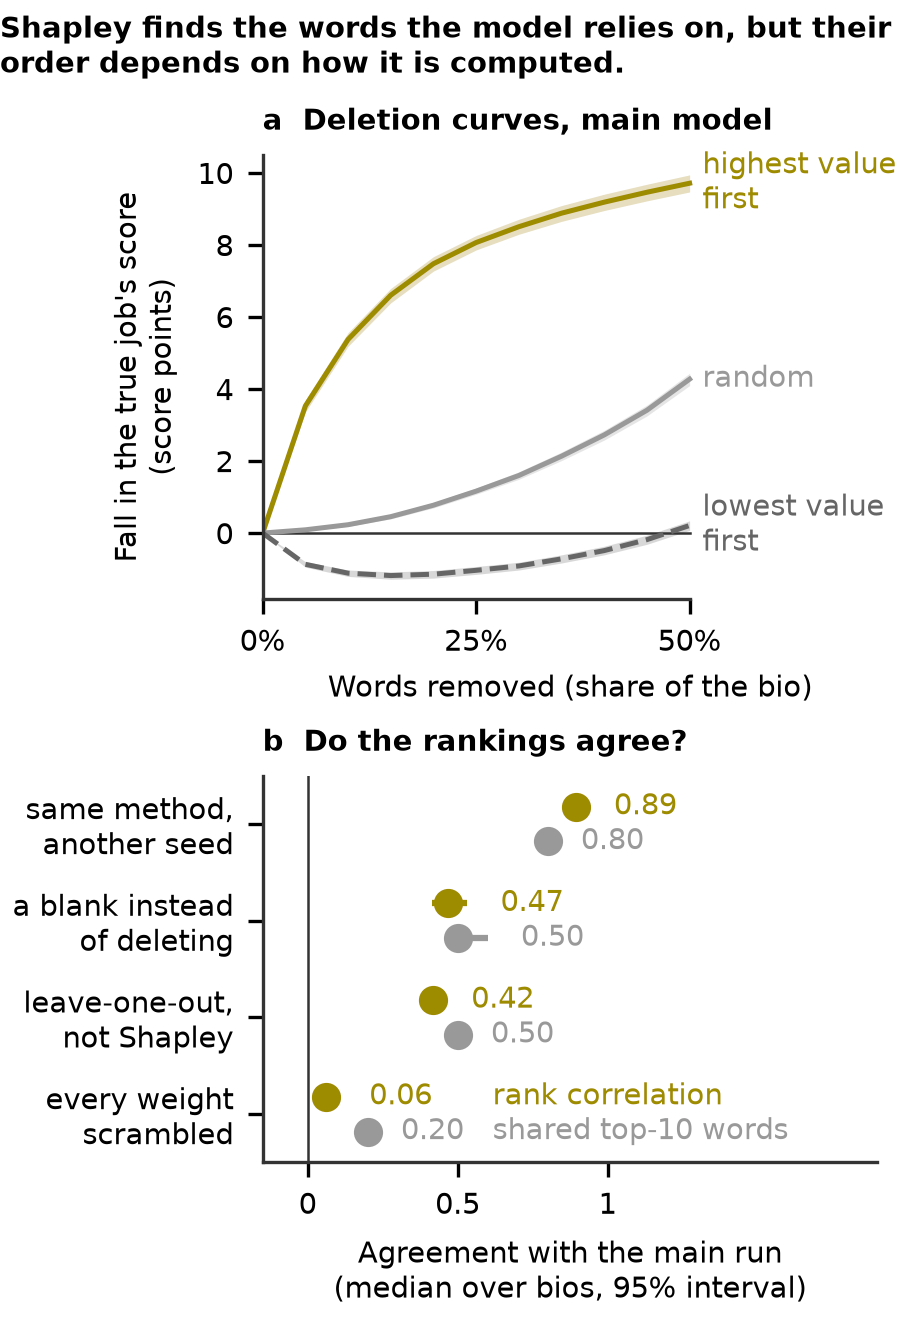 Shapley finds the words the model relies on, but their
order depends on how it is computed.
a Deletion curves, main model
Fall in the true job's score
(score points)
10
8
6
4
2
0
highest value
first
random
lowest value
first
0% 25% 50%
Words removed (share of the bio)
b Do the rankings agree?
same method,
another seed
0.89
0.80
a blank instead
of deleting
0.47
0.50
leave-one-out,
not Shapley
0.42
0.50
every weight
scrambled
0.06 rank correlation
0.20 shared top-10 words
0 0.5 1
Agreement with the main run
(median over bios, 95% interval)